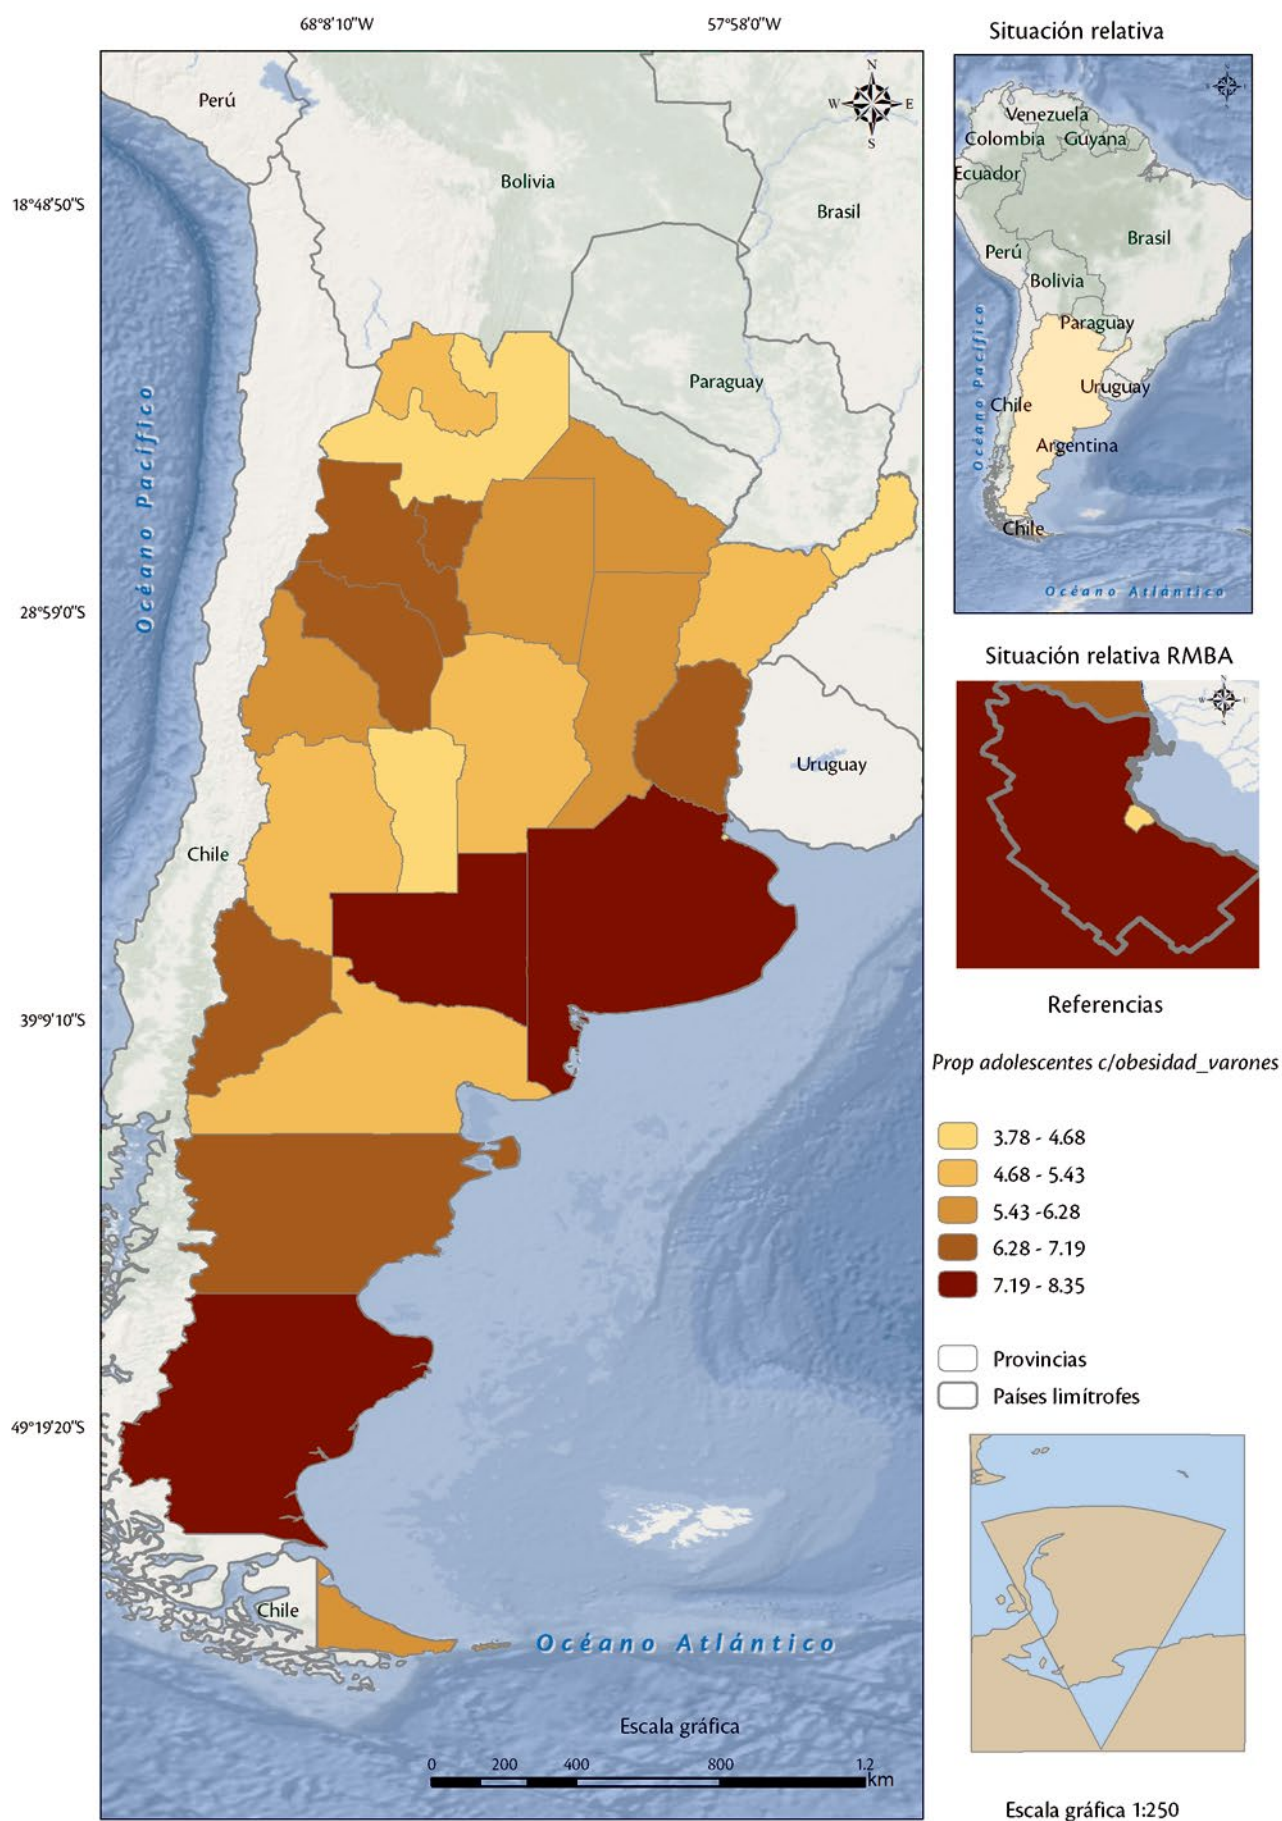 68°8'10"W
57°58'0"W
Situación relativa
N
W
E
S
Perú
Bolivia
Brasil
18°48'50"S
Paraguay
Océano Pacífico
28°59'0"S
Uruguay
Chile
39°9'10"S
49°19'20"S
Chile
Océano Atlántico
Escala gráfica
0
200
400
800
1.2
km
Venezuela
Colombia
Guyana
Ecuador
Brasil
Perú
Bolivia
Paraguay
Océano Pacífico
Uruguay
Chile
Argentina
Chile
Océano Atlántico
Situación relativa RMBA
Referencias
Prop adolescentes c/obesidad_varones
3.78 - 4.68
4.68 - 5.43
5.43 -6.28
6.28 - 7.19
7.19 - 8.35
Provincias
Países limítrofes
Escala gráfica 1:250